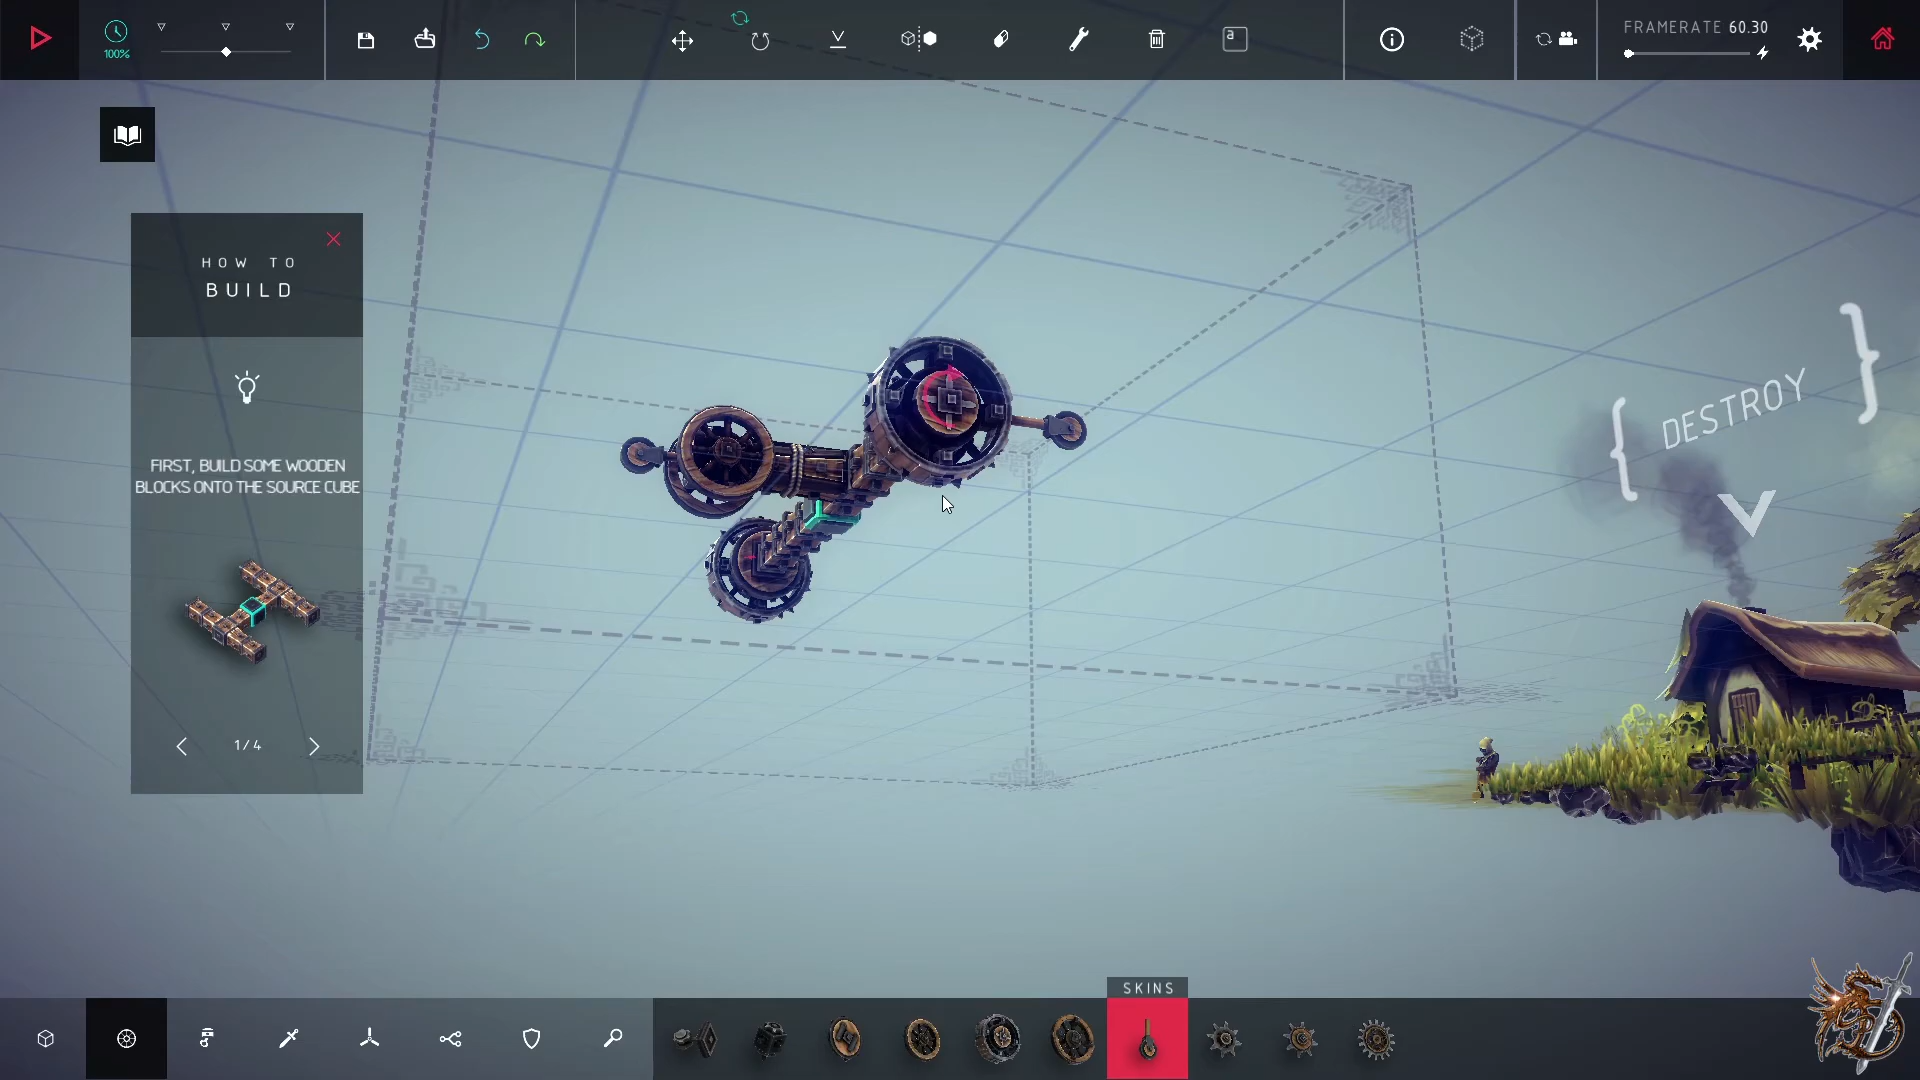 100%
FRAMERATE 60.30
a
HOW TO
BUILD
FIRST, BUILD SOME WOODEN
BLOCKS ONTO THE SOURCE CUBE
1/4
{ DESTROY }
SKINS